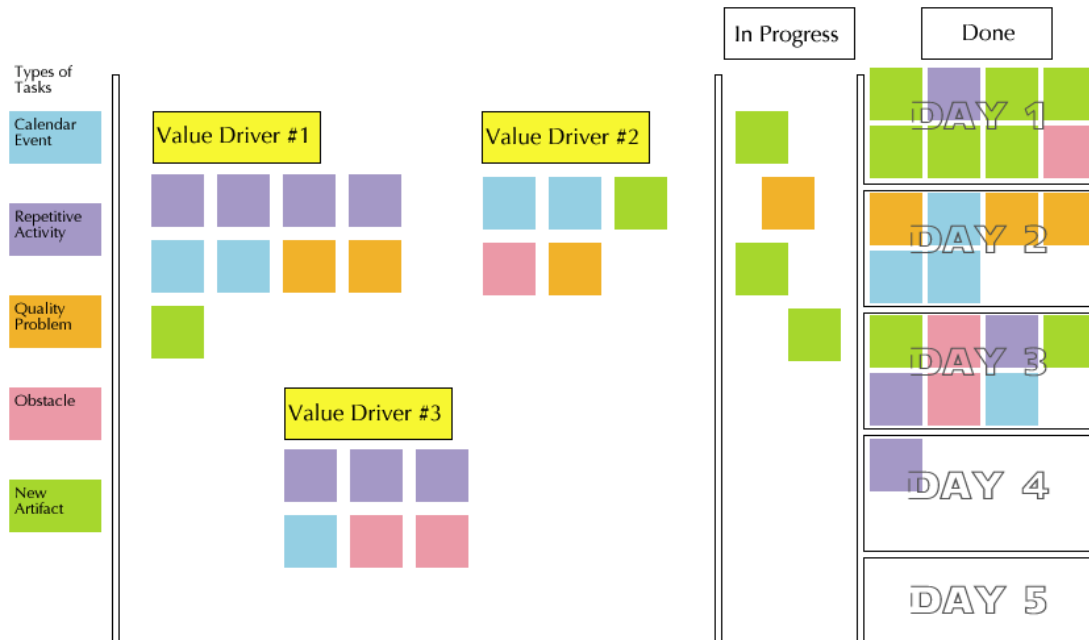 In Progress
Done
Types of
Tasks
Calendar
Event
Repetitive
Activity
Quality
Problem
Obstacle
New
Artifact
Value Driver #1
Value Driver #2
Value Driver #3
DAY 1
DAY 2
DAY 3
DAY 4
DAY 5